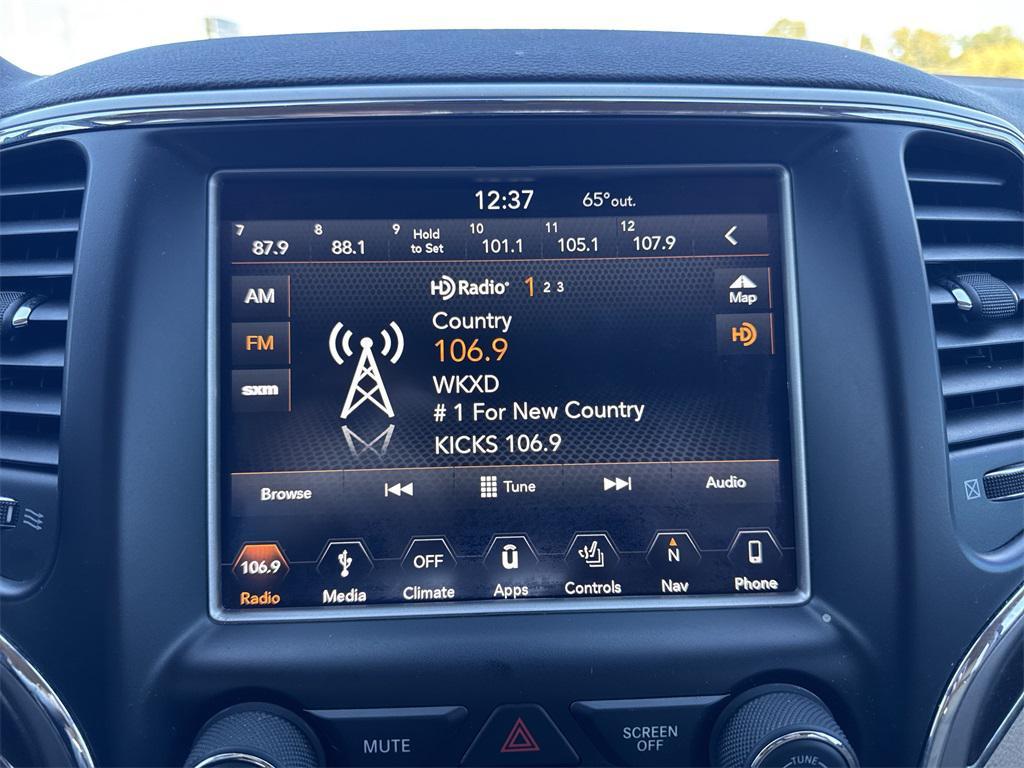 12:37 65°out.
7 87.9 8 88.1 9 Hold to Set 10 101.1 11 105.1 12 107.9
AM HD Radio 1 2 3 Map
Country
FM 106.9 HD
WKXD
sxm # 1 For New Country
KICKS 106.9
Browse Tune Audio
106.9 OFF N
Radio Media Climate Apps Controls Nav Phone
MUTE SCREEN OFF TUNE